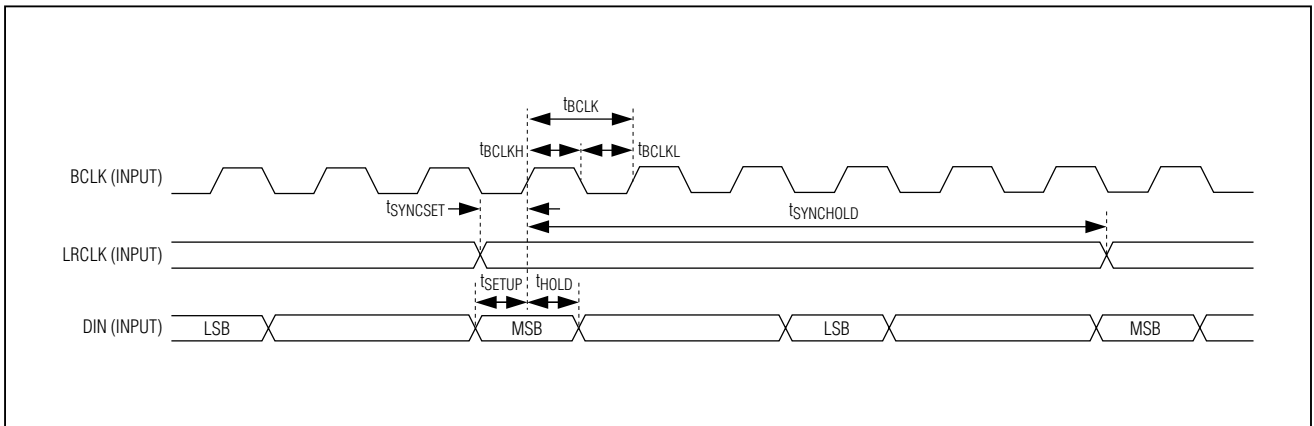 tBCLK
tBCLKH
tBCLKL
BCLK (INPUT)
tSYNCSET
tSYNCHOLD
LRCLK (INPUT)
tSETUP
tHOLD
DIN (INPUT)
LSB
MSB
LSB
MSB